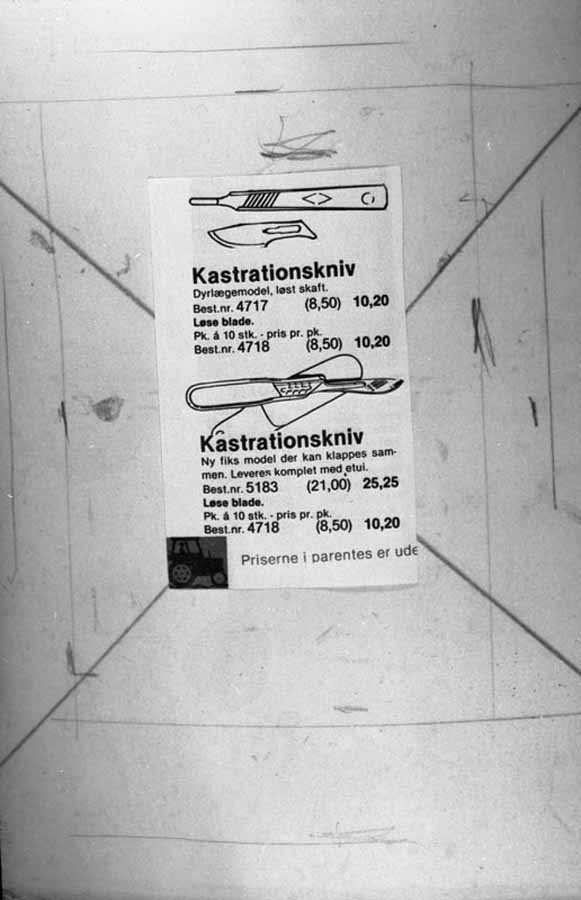 Kastrationskniv
Dyrlægemodel, løst skaft.
Best.nr. 4717 (8,50) 10,20
Løse blade.
Pk. á 10 stk. - pris pr. pk.
Best.nr. 4718 (8,50) 10,20
Kastrationskniv
Ny fiks model der kan klappes sam-
men. Leveres komplet med etui.
Best.nr. 5183 (21,00) 25,25
Løse blade.
Pk. á 10 stk. - pris pr. pk.
Best.nr. 4718 (8,50) 10,20
Priserne i parentes er ude